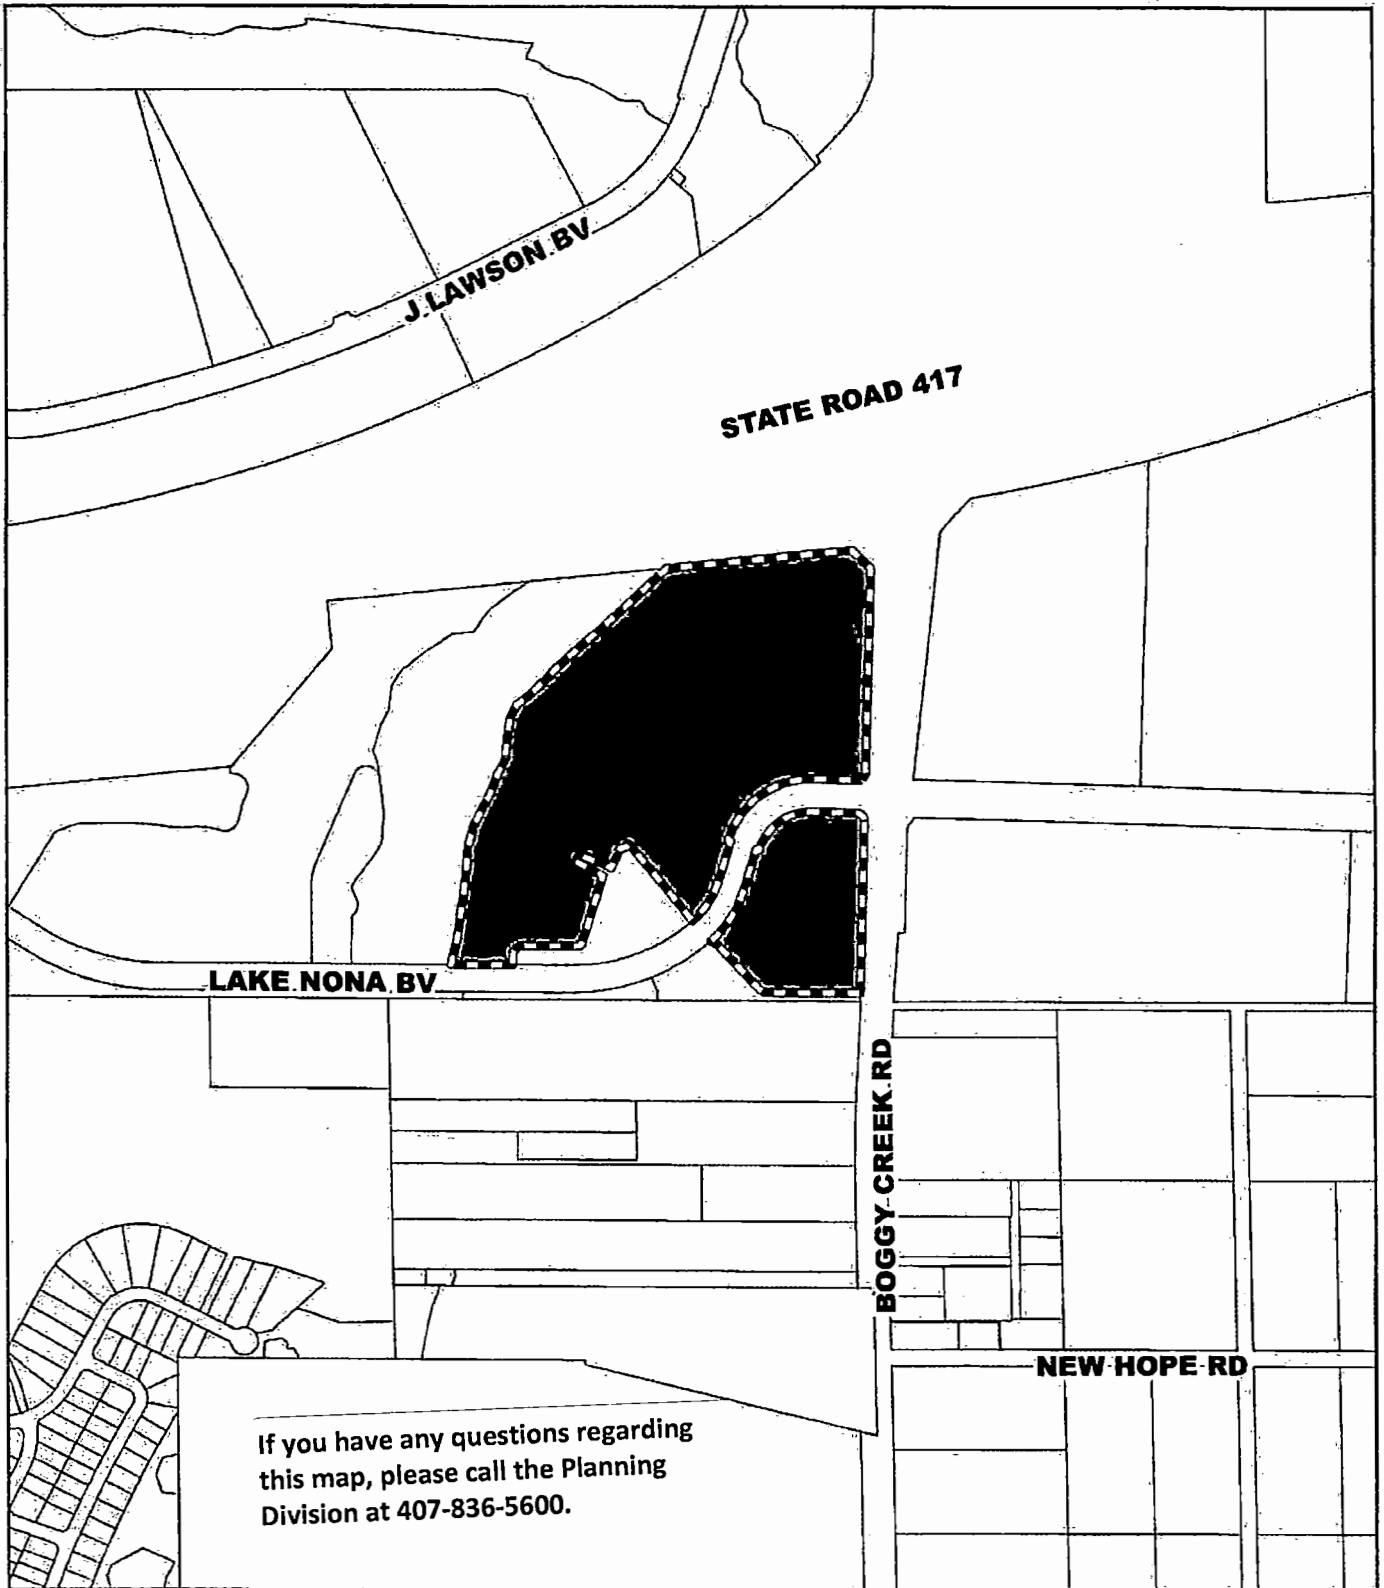 J LAWSON BV
STATE ROAD 417
LAKE NONA BV
BOGGY CREEK RD
NEW HOPE RD
If you have any questions regarding
this map, please call the Planning
Division at 407-836-5600.